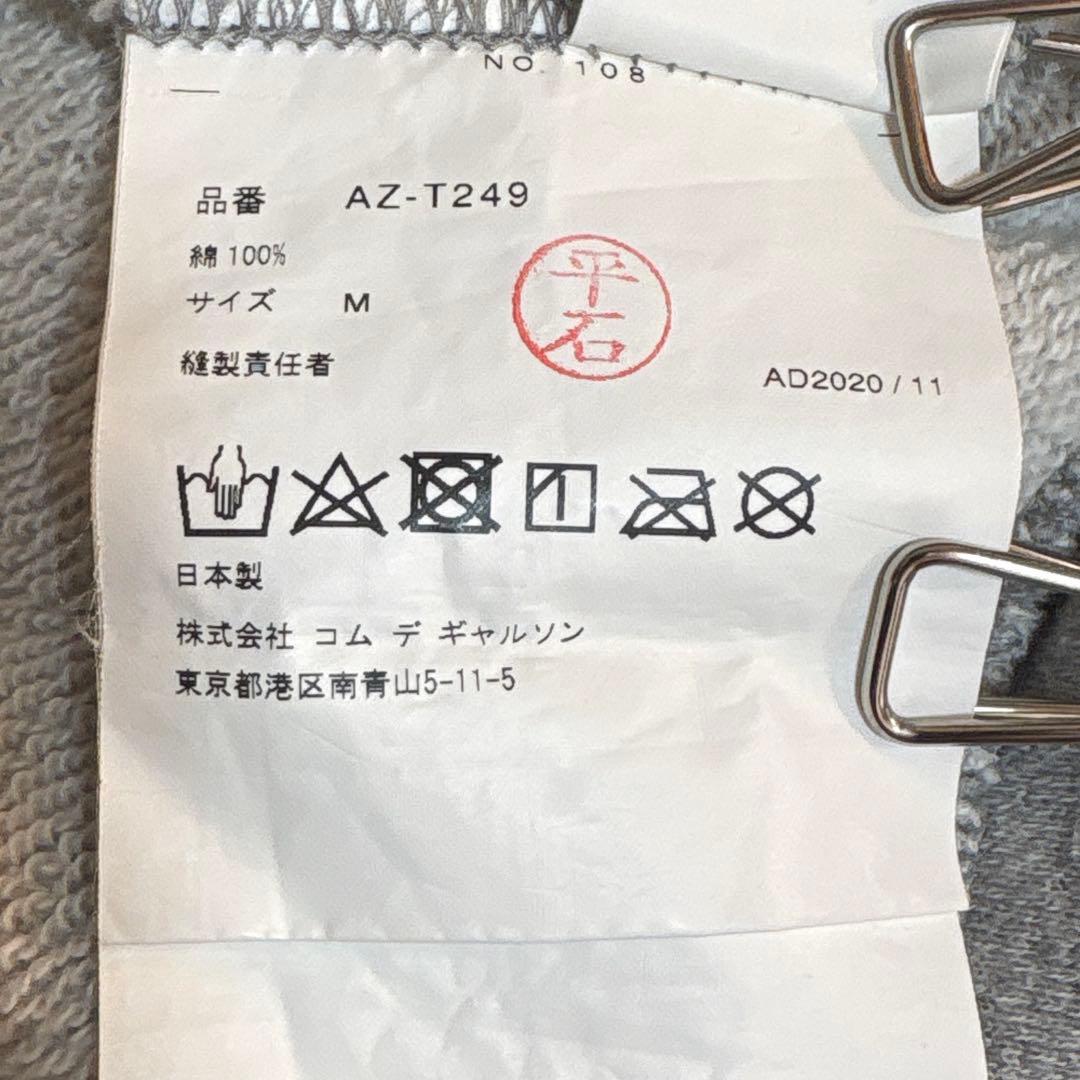 NO. 108
品番 AZ-T249
綿 100%
サイズ M
平石
縫製責任者
AD2020 / 11
日本製
株式会社 コム デ ギャルソン
東京都港区南青山5-11-5